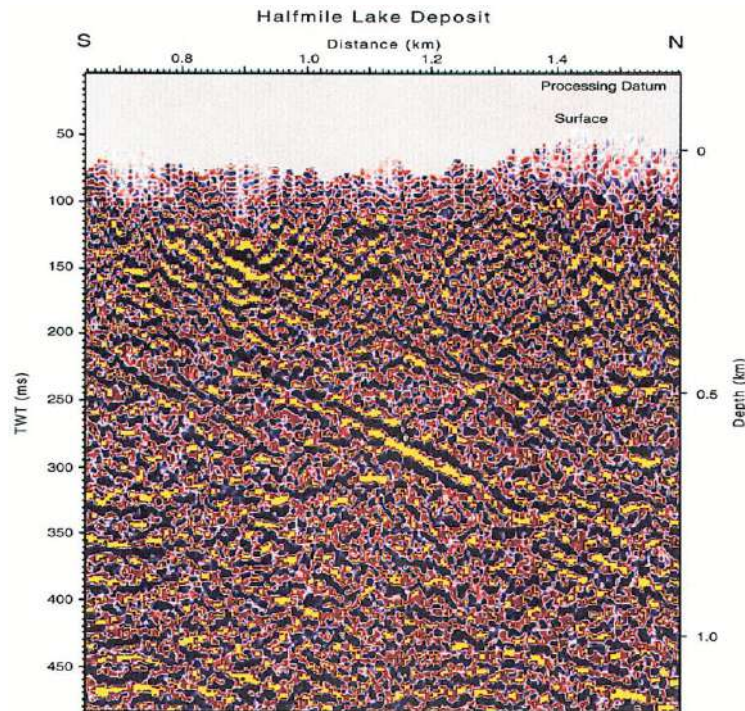 Halfmile Lake Deposit
S
Distance (km)
N
0.8 1.0 1.2 1.4
Processing Datum
Surface
50
100
150
200
250
300
350
400
450
TWT (ms)
0
0.5
1.0
Depth (km)